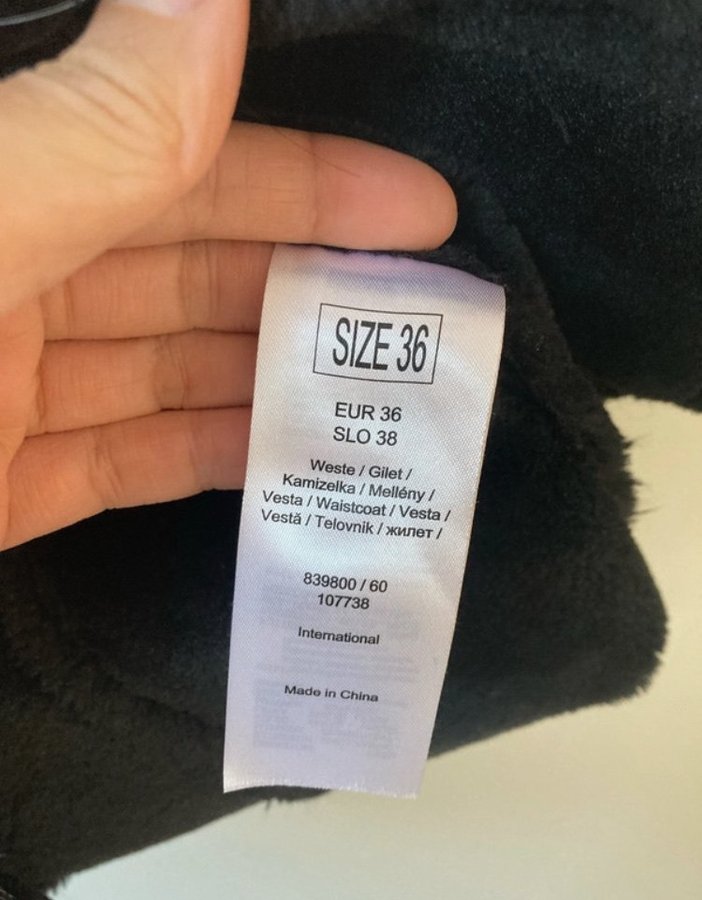 SIZE 36
EUR 36
SLO 38
Weste / Gilet /
Kamizelka / Mellény /
Vesta / Waistcoat / Vesta /
Vestă / Telovnik / жилет /
839800 / 60
107738
International
Made in China